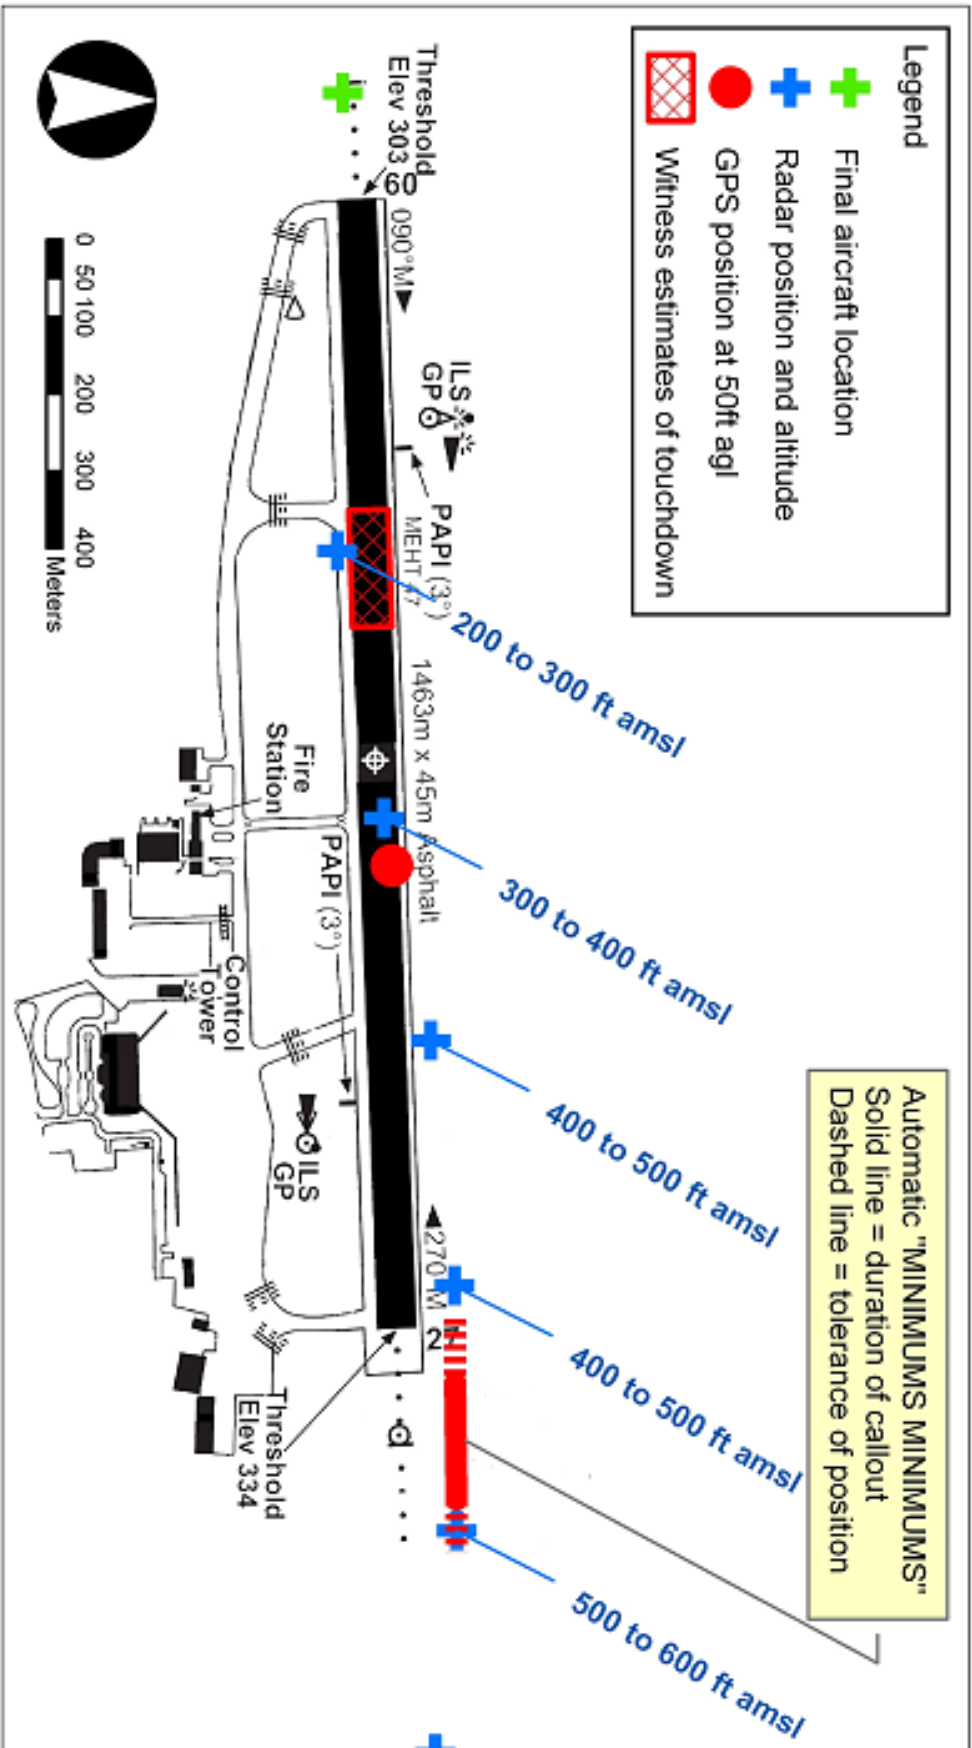 Legend
Final aircraft location
Radar position and altitude
GPS position at 50ft agl
Witness estimates of touchdown
Automatic "MINIMUMS MINIMUMS"
Solid line = duration of callout
Dashed line = tolerance of position
Threshold
Elev 303
09
090°M
ILS
GP
PAPI (3°)
MEHT 47
1463m x 45m Asphalt
200 to 300 ft amsl
300 to 400 ft amsl
400 to 500 ft amsl
400 to 500 ft amsl
500 to 600 ft amsl
270°M
Fire
Station
PAPI (3°)
Control
Tower
ILS
GP
Threshold
Elev 334
0 50 100 200 300 400
Meters